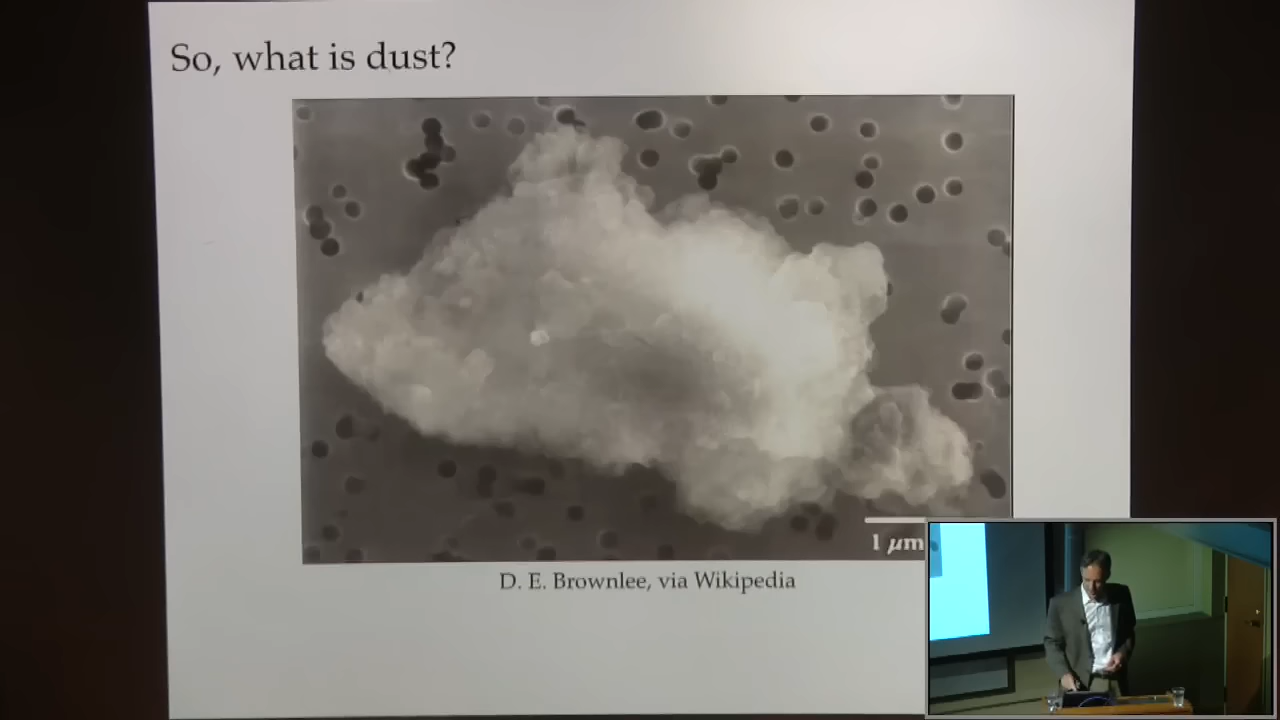 So, what is dust?
1 μm
D. E. Brownlee, via Wikipedia